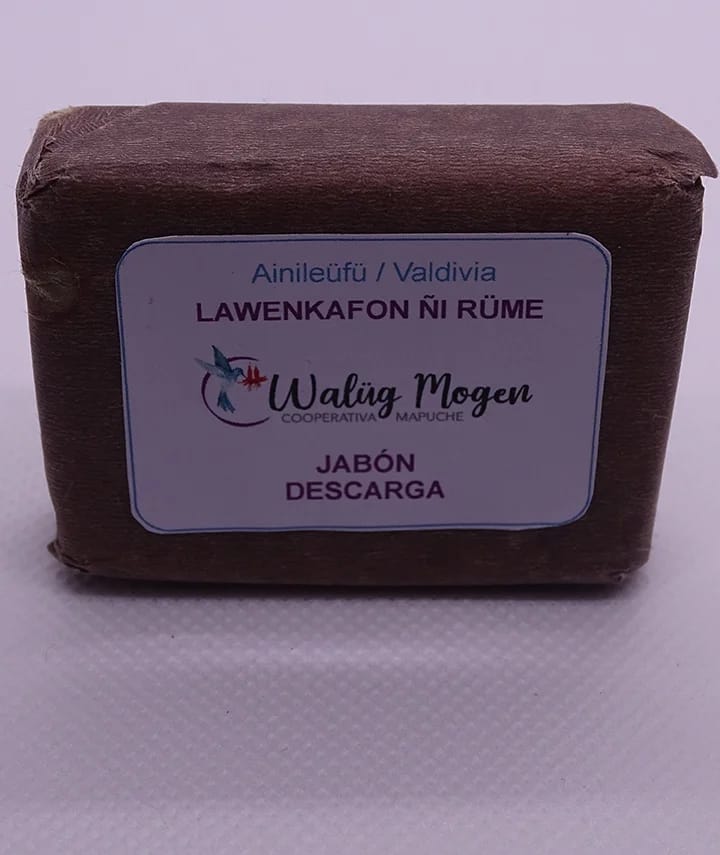 Ainileüfü / Valdivia
LAWENKAFON ÑI RÜME
Walüg Mogen
COOPERATIVA MAPUCHE
JABÓN
DESCARGA